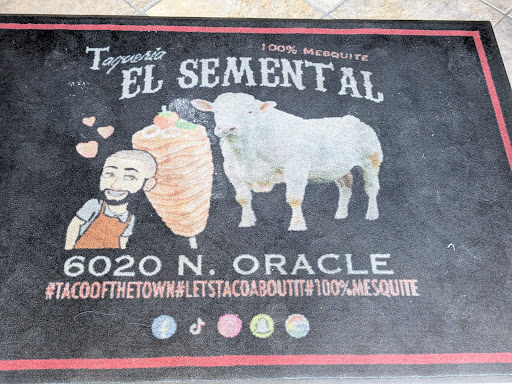 Taqueria
100% MESQUITE
EL SEMENTAL
6020 N. ORACLE
#TACOOFTHETOWN#LETSTACOABOUTIT#100%MESQUITE